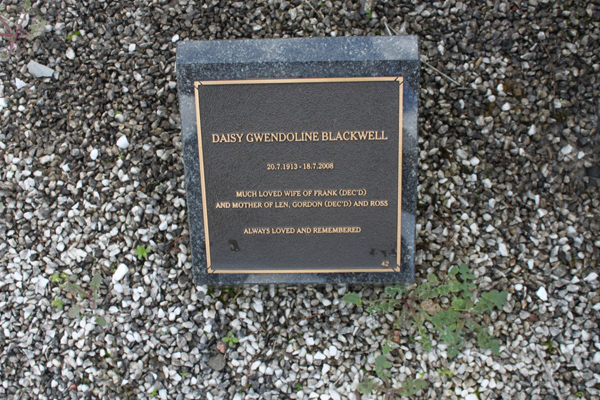 DAISY GWENDOLINE BLACKWELL
20.7.1913 - 18.7.2008
MUCH LOVED WIFE OF FRANK (DEC'D)
AND MOTHER OF LEN, GORDON (DEC'D) AND ROSS
ALWAYS LOVED AND REMEMBERED
42